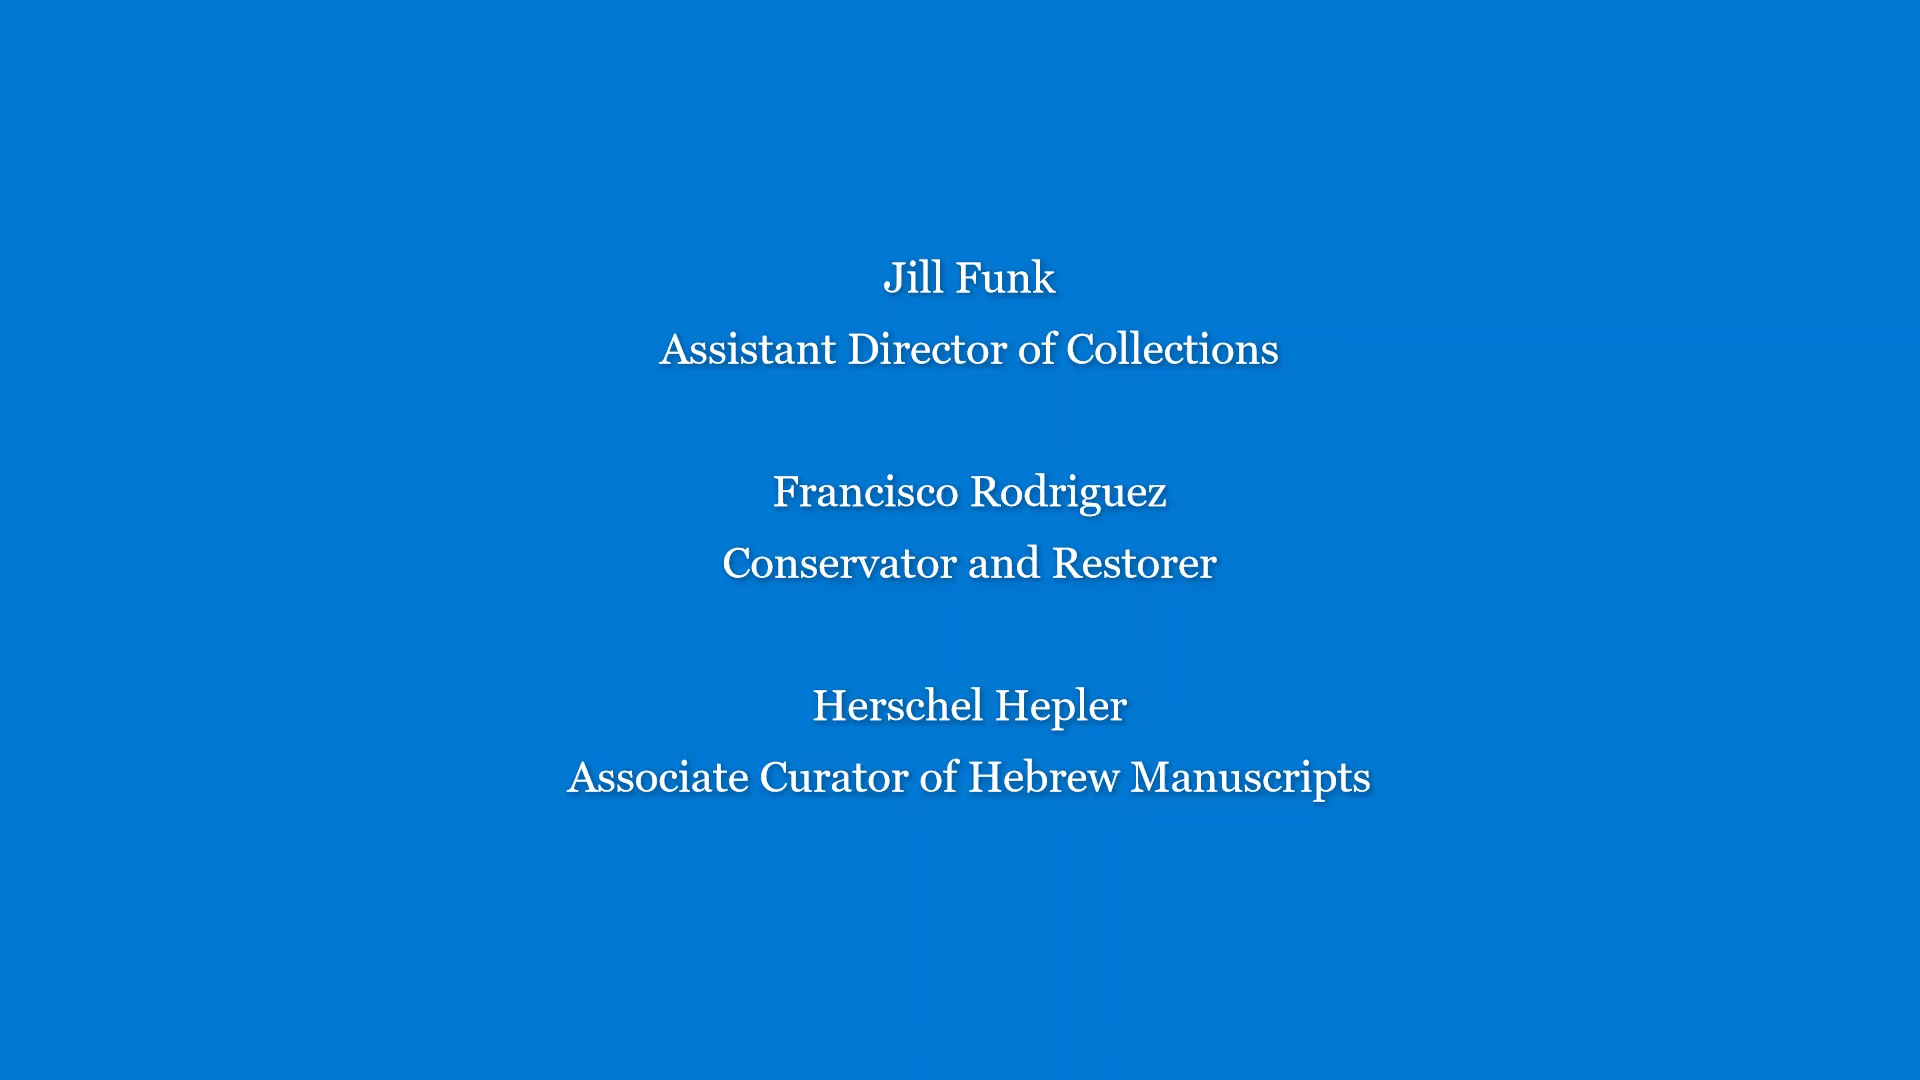 Jill Funk
Assistant Director of Collections
Francisco Rodriguez
Conservator and Restorer
Herschel Hepler
Associate Curator of Hebrew Manuscripts